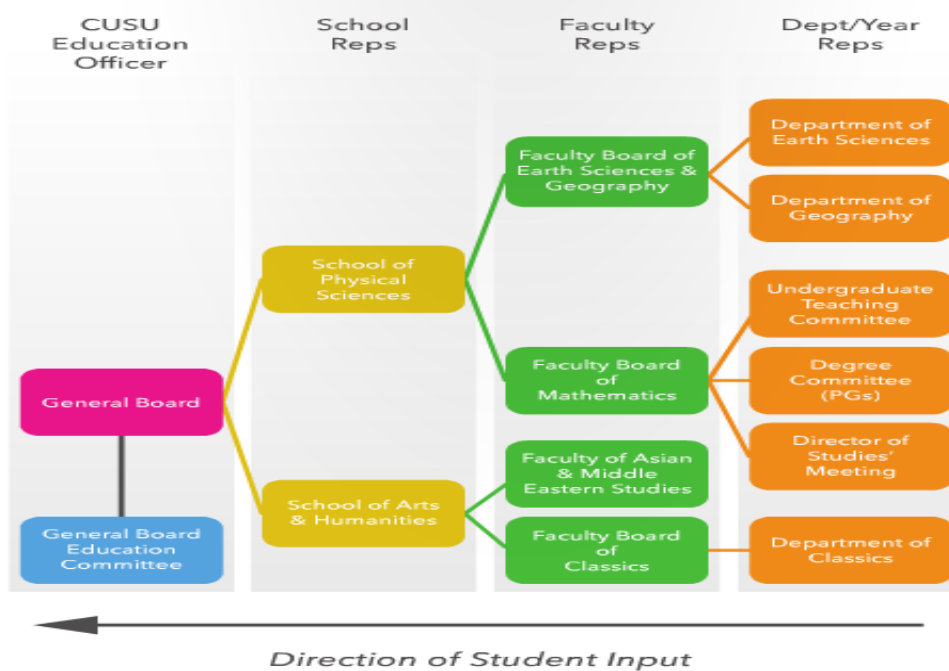 CUSU
Education
Officer
School
Reps
Faculty
Reps
Dept/Year
Reps
General Board
General Board
Education
Committee
School of
Physical
Sciences
School of Arts
& Humanities
Faculty Board of
Earth Sciences &
Geography
Faculty Board
of
Mathematics
Faculty of Asian
& Middle
Eastern Studies
Faculty Board
of
Classics
Department of
Earth Sciences
Department of
Geography
Undergraduate
Teaching
Committee
Degree
Committee
(PGs)
Director of
Studies'
Meeting
Department of
Classics
Direction of Student Input